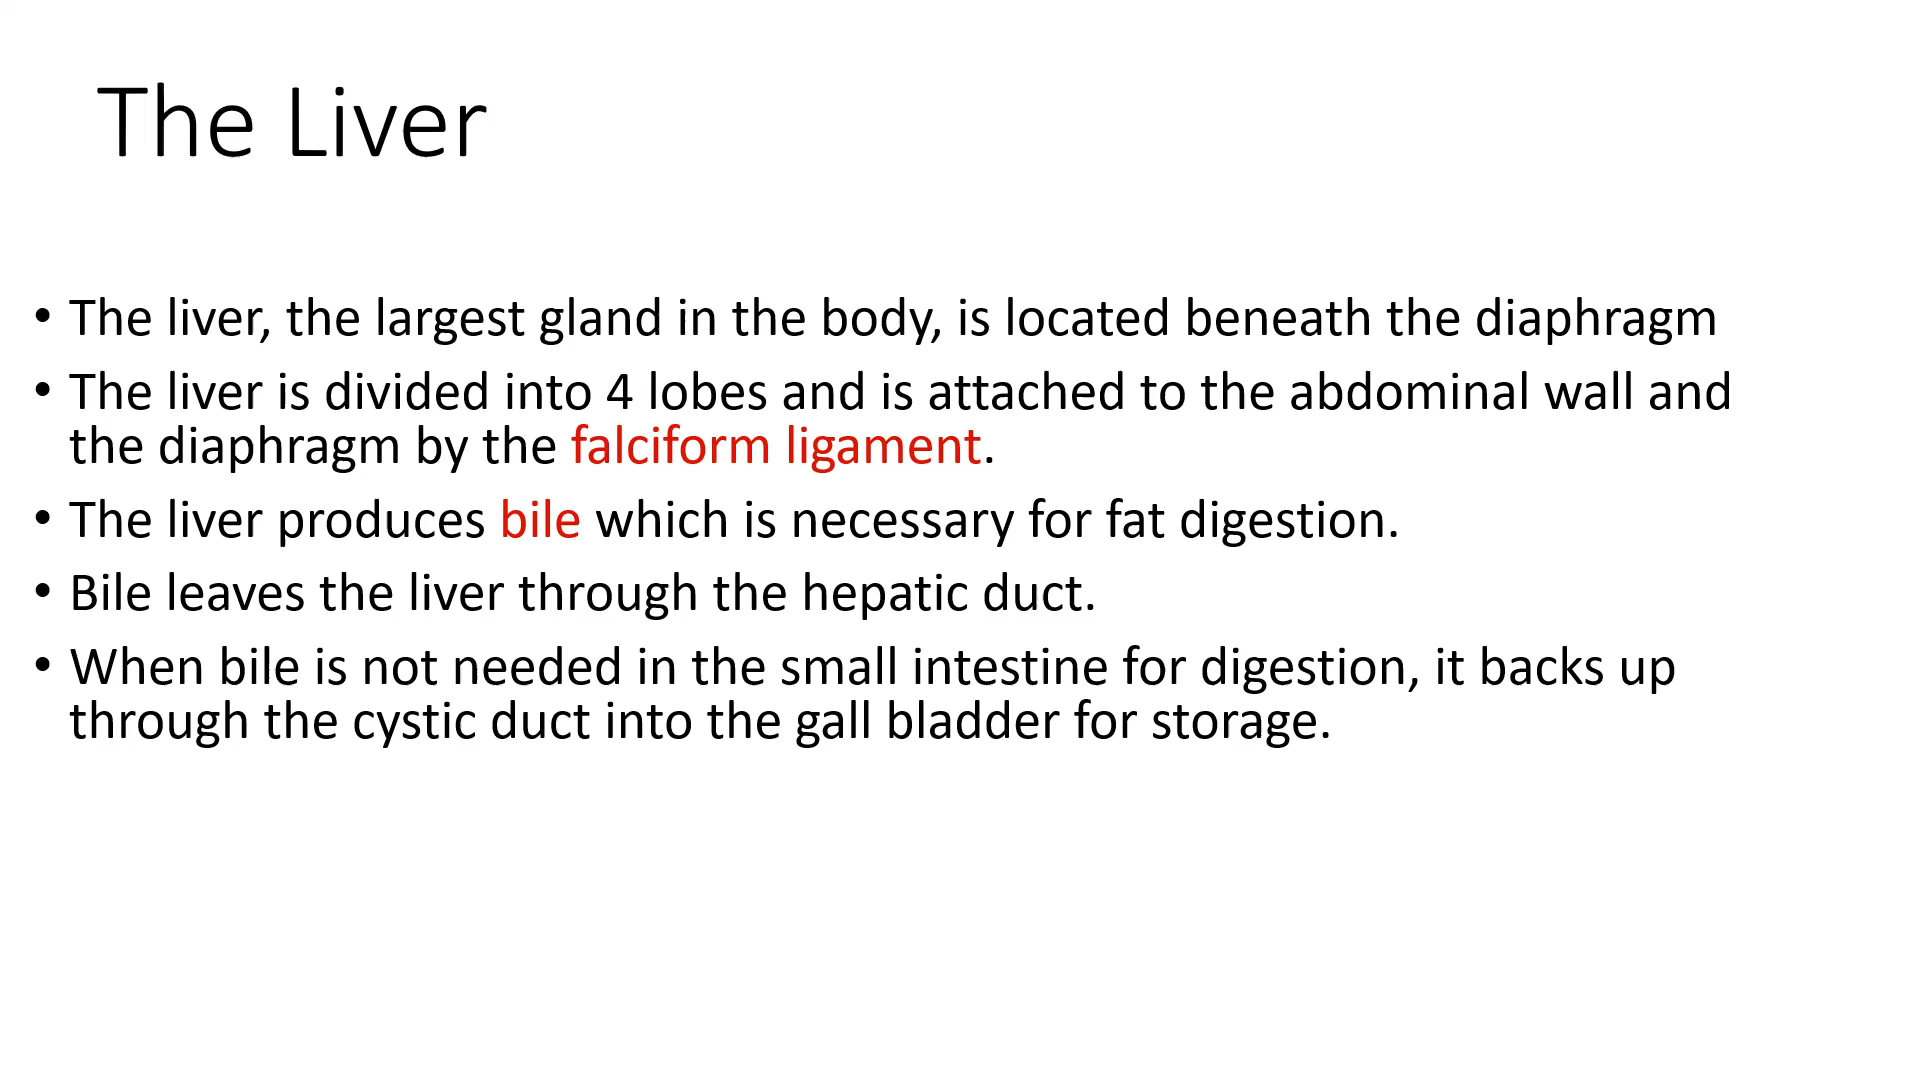 The Liver
• The liver, the largest gland in the body, is located beneath the diaphragm
• The liver is divided into 4 lobes and is attached to the abdominal wall and
the diaphragm by the falciform ligament.
• The liver produces bile which is necessary for fat digestion.
• Bile leaves the liver through the hepatic duct.
• When bile is not needed in the small intestine for digestion, it backs up
through the cystic duct into the gall bladder for storage.